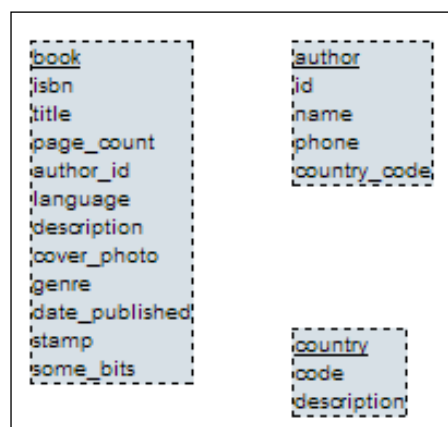 book
isbn
title
page_count
author_id
language
description
cover_photo
genre
date_published
stamp
some_bits
author
id
name
phone
country_code
country
code
description